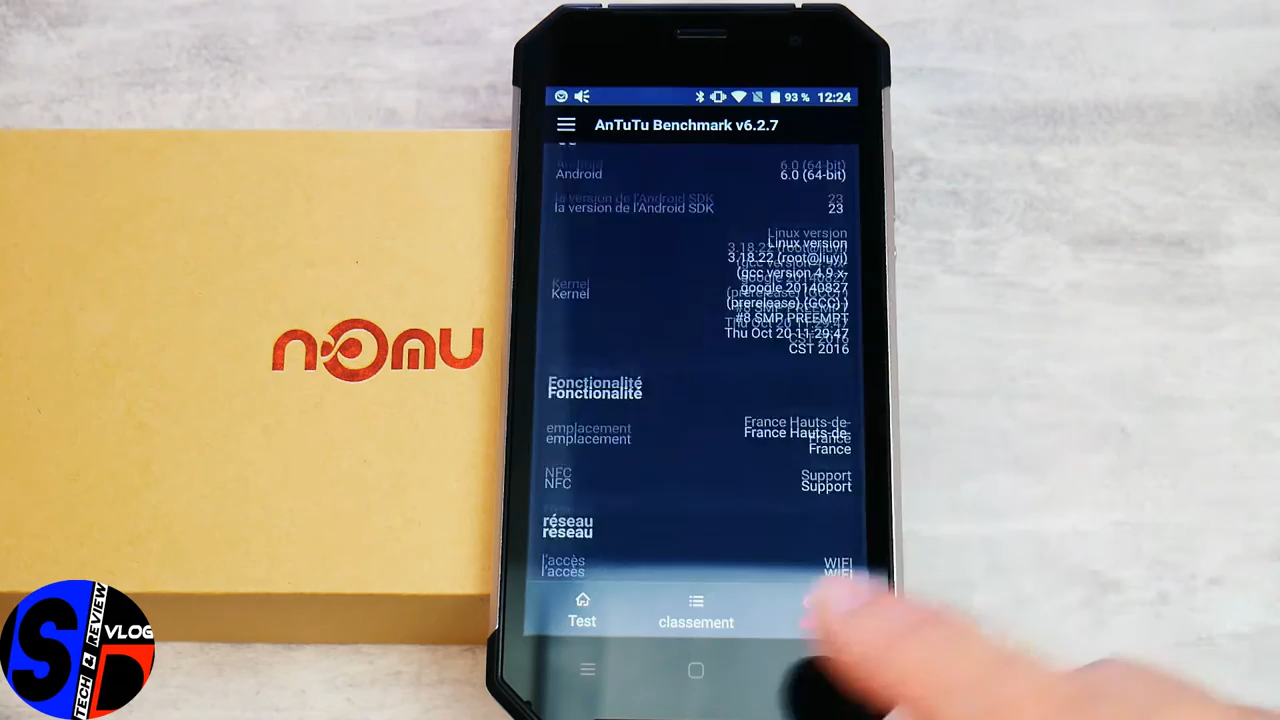 nomu
93 % 12:24
AnTuTu Benchmark v6.2.7
Android 6.0 (64-bit)
la version de l'Android SDK 23
Linux version
3.18.22 (root@liuyi)
(gcc version 4.9.x-
Kernel google 20140827
(prerelease) (GCC) )
#8 SMP PREEMPT
Thu Oct 20 11:29:47
CST 2016
Fonctionalité
emplacement France Hauts-de-
France
NFC Support
réseau
l'accès WIFI
Test classement
SD
TECH & REVIEW
VLOG